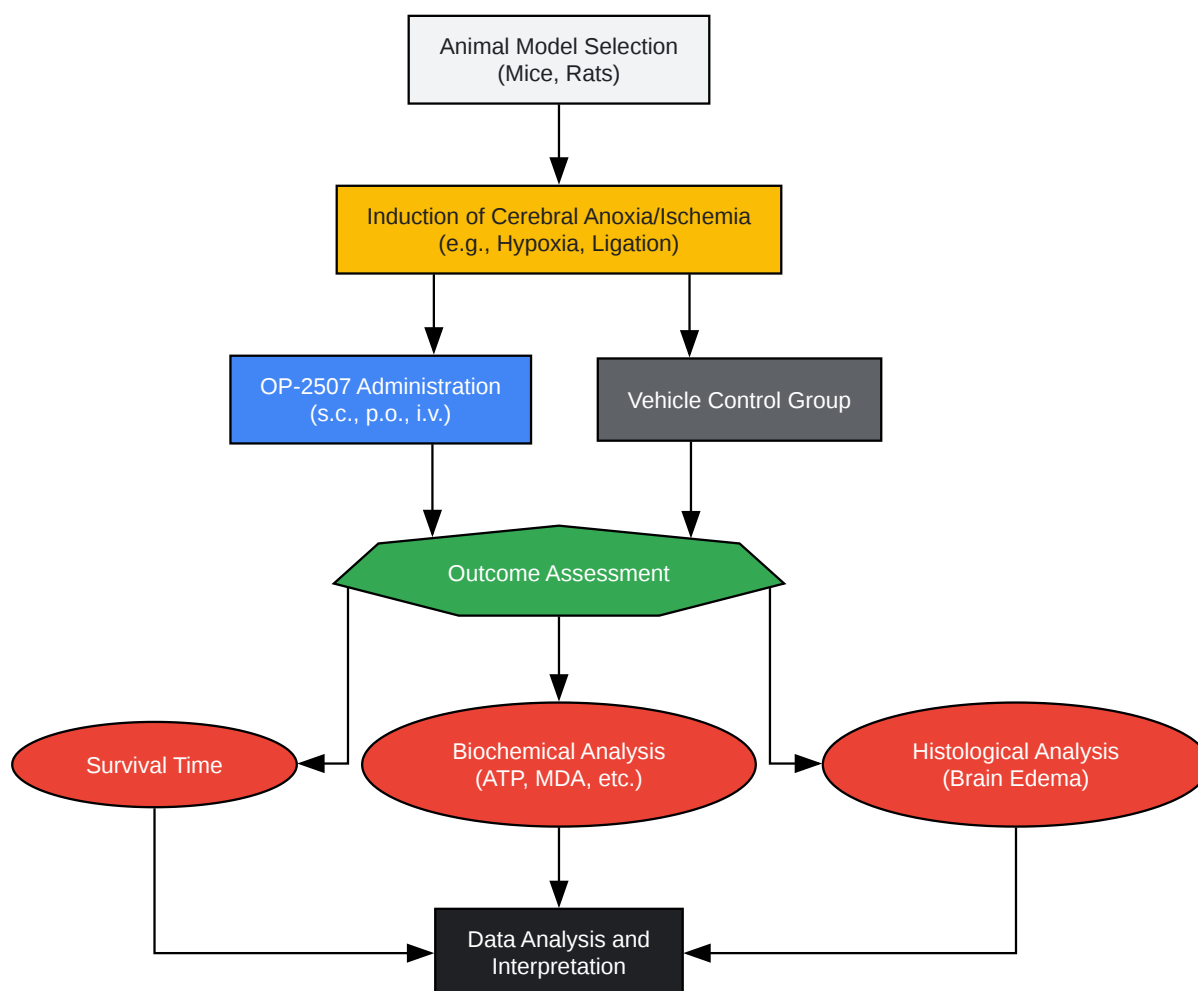 Animal Model Selection
(Mice, Rats)
Induction of Cerebral Anoxia/Ischemia
(e.g., Hypoxia, Ligation)
OP-2507 Administration
(s.c., p.o., i.v.)
Vehicle Control Group
Outcome Assessment
Survival Time
Biochemical Analysis
(ATP, MDA, etc.)
Histological Analysis
(Brain Edema)
Data Analysis and
Interpretation